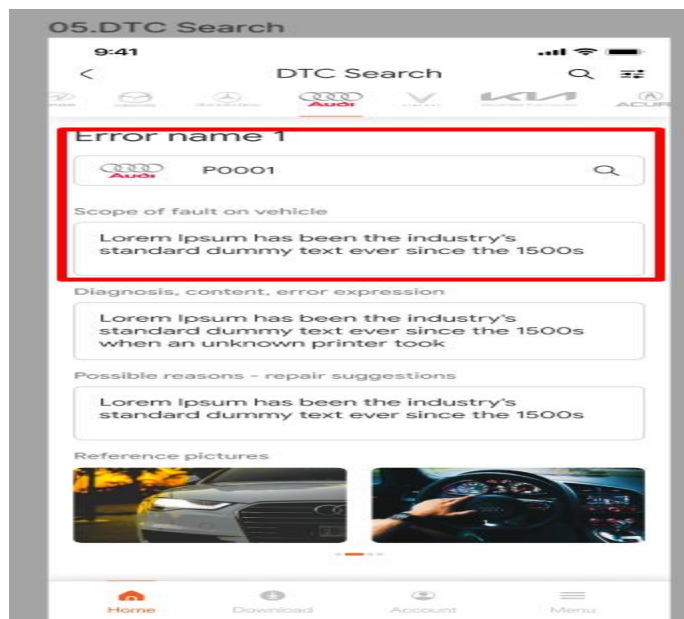 05.DTC Search
9:41
DTC Search
Audi
KIA
ACUR
Error name 1
Audi P0001
Scope of fault on vehicle
Lorem Ipsum has been the industry's
standard dummy text ever since the 1500s
Diagnosis, content, error expression
Lorem Ipsum has been the industry's
standard dummy text ever since the 1500s
when an unknown printer took
Possible reasons - repair suggestions
Lorem Ipsum has been the industry's
standard dummy text ever since the 1500s
Reference pictures
Home Download Account Menu